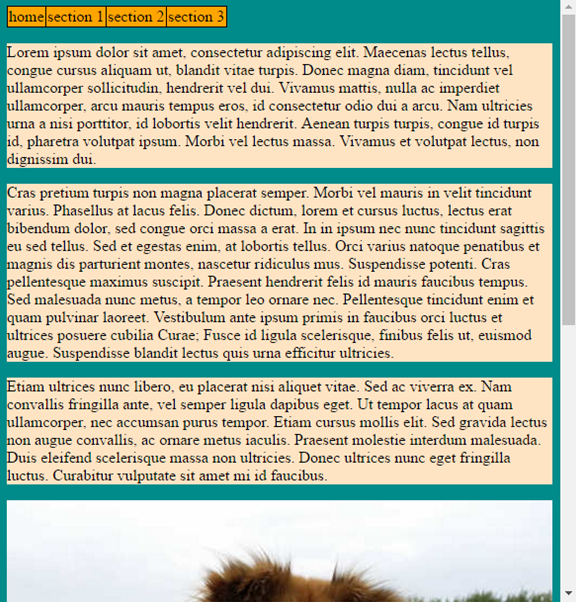 home section 1 section 2 section 3
Lorem ipsum dolor sit amet, consectetur adipiscing elit. Maecenas lectus tellus,
congue cursus aliquam ut, blandit vitae turpis. Donec magna diam, tincidunt vel
ullamcorper sollicitudin, hendrerit vel dui. Vivamus mattis, nulla ac imperdiet
ullamcorper, arcu mauris tempus eros, id consectetur odio dui a arcu. Nam ultricies
urna a nisi porttitor, id lobortis velit hendrerit. Aenean turpis turpis, congue id turpis
id, pharetra volutpat ipsum. Morbi vel lectus massa. Vivamus et volutpat lectus, non
dignissim dui.
Cras pretium turpis non magna placerat semper. Morbi vel mauris in velit tincidunt
varius. Phasellus at lacus felis. Donec dictum, lorem et cursus luctus, lectus erat
bibendum dolor, sed congue orci massa a erat. In in ipsum nec nunc tincidunt sagittis
eu sed tellus. Sed et egestas enim, at lobortis tellus. Orci varius natoque penatibus et
magnis dis parturient montes, nascetur ridiculus mus. Suspendisse potenti. Cras
pellentesque maximus suscipit. Praesent hendrerit felis id mauris faucibus tempus.
Sed malesuada nunc metus, a tempor leo ornare nec. Pellentesque tincidunt enim et
quam pulvinar laoreet. Vestibulum ante ipsum primis in faucibus orci luctus et
ultrices posuere cubilia Curae; Fusce id ligula scelerisque, finibus felis ut, euismod
augue. Suspendisse blandit lectus quis urna efficitur ultricies.
Etiam ultrices nunc libero, eu placerat nisi aliquet vitae. Sed ac viverra ex. Nam
convallis fringilla ante, vel semper ligula dapibus eget. Ut tempor lacus at quam
ullamcorper, nec accumsan purus tempor. Etiam cursus mollis elit. Sed gravida lectus
non augue convallis, ac ornare metus iaculis. Praesent molestie interdum malesuada.
Duis eleifend scelerisque massa non ultricies. Donec ultrices nunc eget fringilla
luctus. Curabitur vulputate sit amet mi id faucibus.